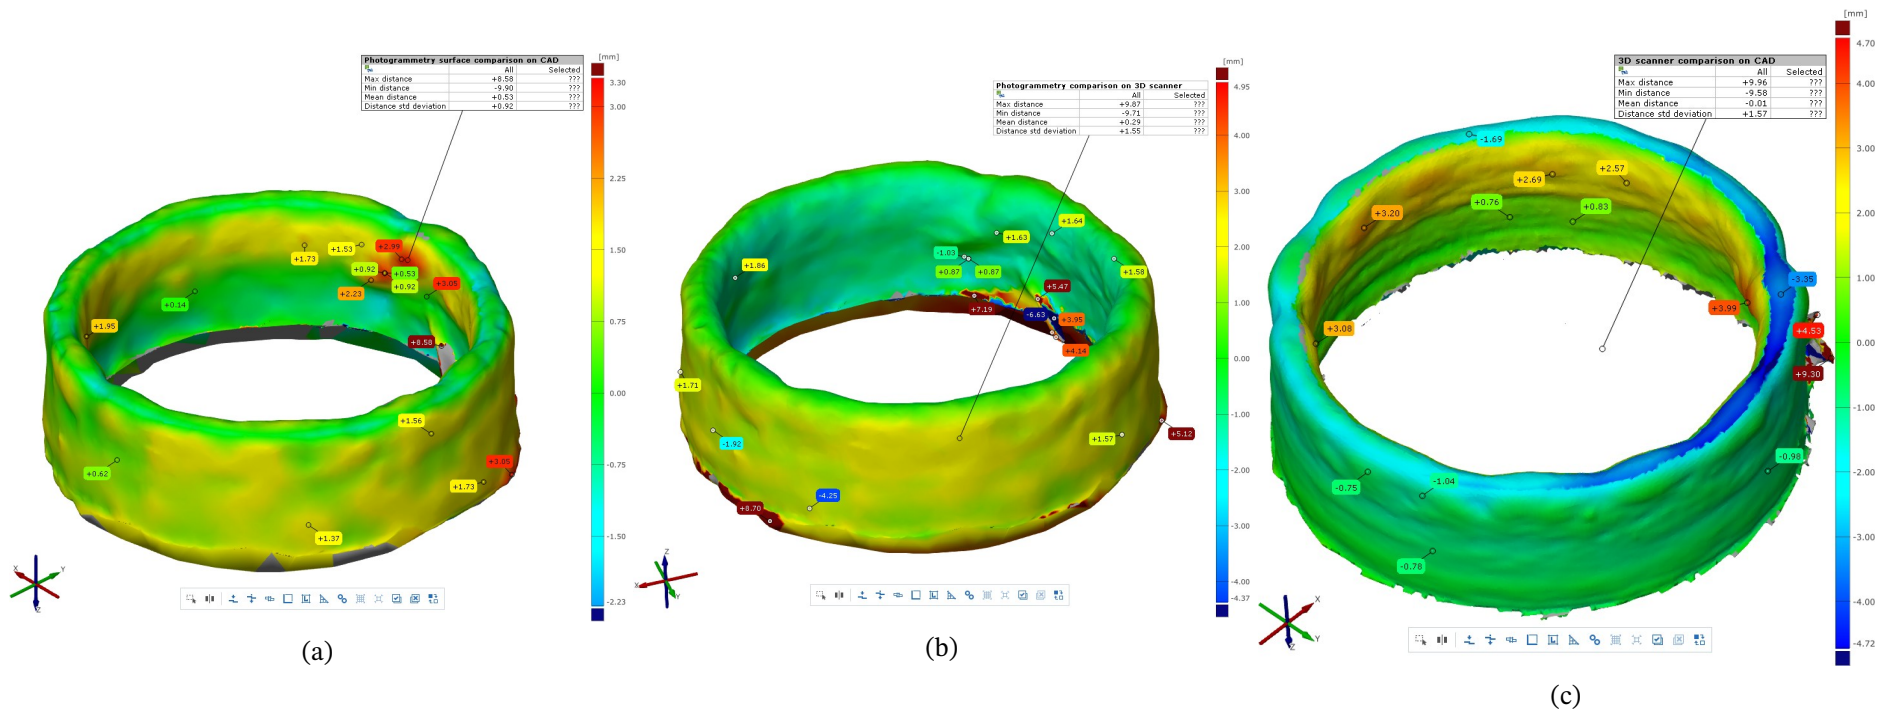 Photogrammetry surface comparison on CAD
All Selected
Max distance +8.58 ???
Min distance -9.90 ???
Mean distance +0.53 ???
Distance std deviation +0.92 ???
[mm]
3.30
3.00
2.25
1.50
0.75
0.00
-0.75
-1.50
-2.23
+1.73
+1.53
+2.99
+0.92
+0.53
+0.92
+2.23
+3.05
+0.14
+1.95
+8.58
+1.56
+0.62
+3.05
+1.73
+1.37
X Y Z
(a)
Photogrammetry comparison on 3D scanner
All Selected
Max distance +9.87 ???
Min distance -9.71 ???
Mean distance +0.29 ???
Distance std deviation +1.55 ???
[mm]
4.95
4.00
3.00
2.00
1.00
0.00
-1.00
-2.00
-3.00
-4.00
-4.37
+1.64
+1.63
-1.03
+0.87
+0.87
+1.86
+1.58
+5.47
+7.19
-6.63
+3.95
+4.14
+1.71
-1.92
+1.57
+5.12
-4.25
+8.70
Z
X
Y
(b)
3D scanner comparison on CAD
All Selected
Max distance +9.96 ???
Min distance -9.58 ???
Mean distance -0.01 ???
Distance std deviation +1.57 ???
[mm]
4.70
4.00
3.00
2.00
1.00
0.00
-1.00
-2.00
-3.00
-4.00
-4.72
-1.69
+2.69
+2.57
+3.20
+0.76
+0.83
-3.35
+3.99
+3.08
+4.53
+9.30
-0.98
-0.75
-1.04
-0.78
X
Y
Z
(c)